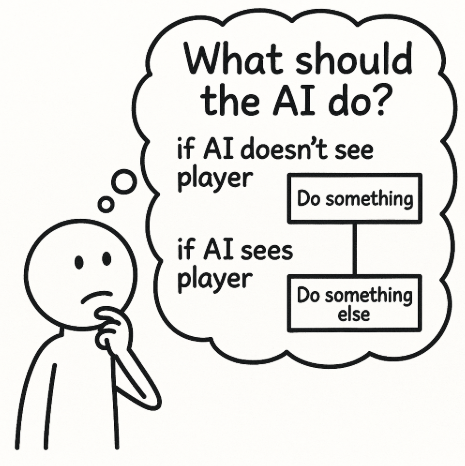 What should
the AI do?
if AI doesn't see
player
Do something
if AI sees
player
Do something
else